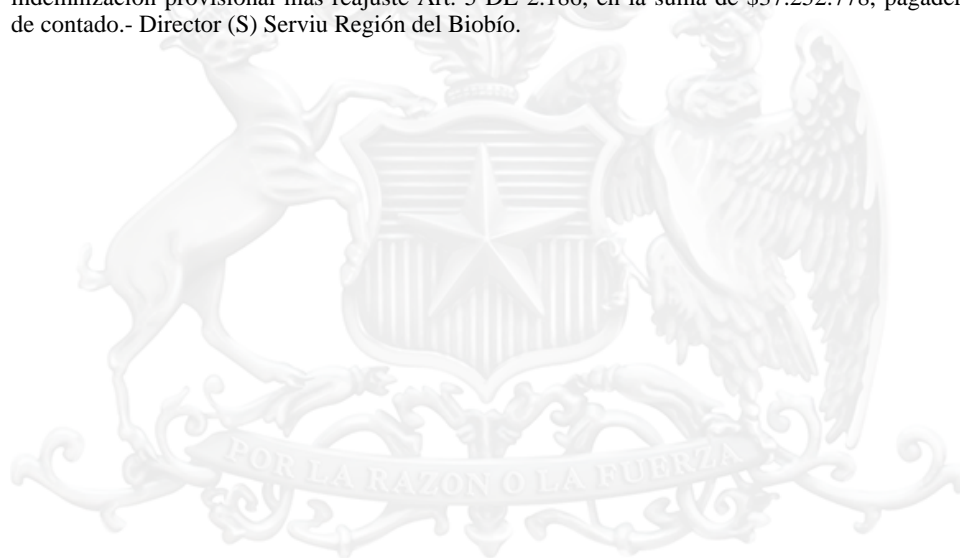 indemnización provisional más reajuste Art. 5 DL 2.186, en la suma de $37.252.778, pagadera
de contado.- Director (S) Serviu Región del Biobío.
POR LA RAZON O LA FUERZA